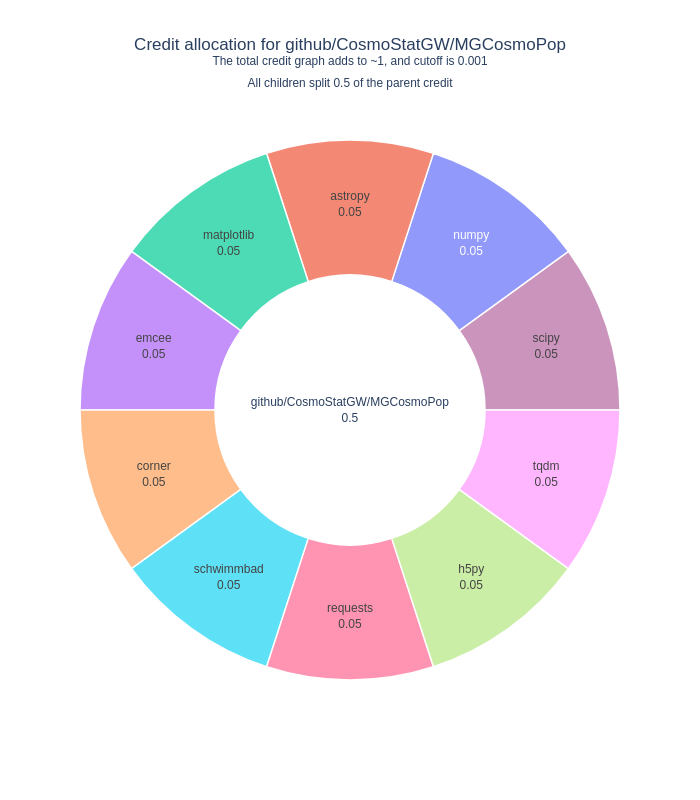 Credit allocation for github/CosmoStatGW/MGCosmoPop
The total credit graph adds to ~1, and cutoff is 0.001
All children split 0.5 of the parent credit
astropy
0.05
matplotlib
0.05
numpy
0.05
emcee
0.05
scipy
0.05
github/CosmoStatGW/MGCosmoPop
0.5
corner
0.05
tqdm
0.05
schwimmbad
0.05
h5py
0.05
requests
0.05